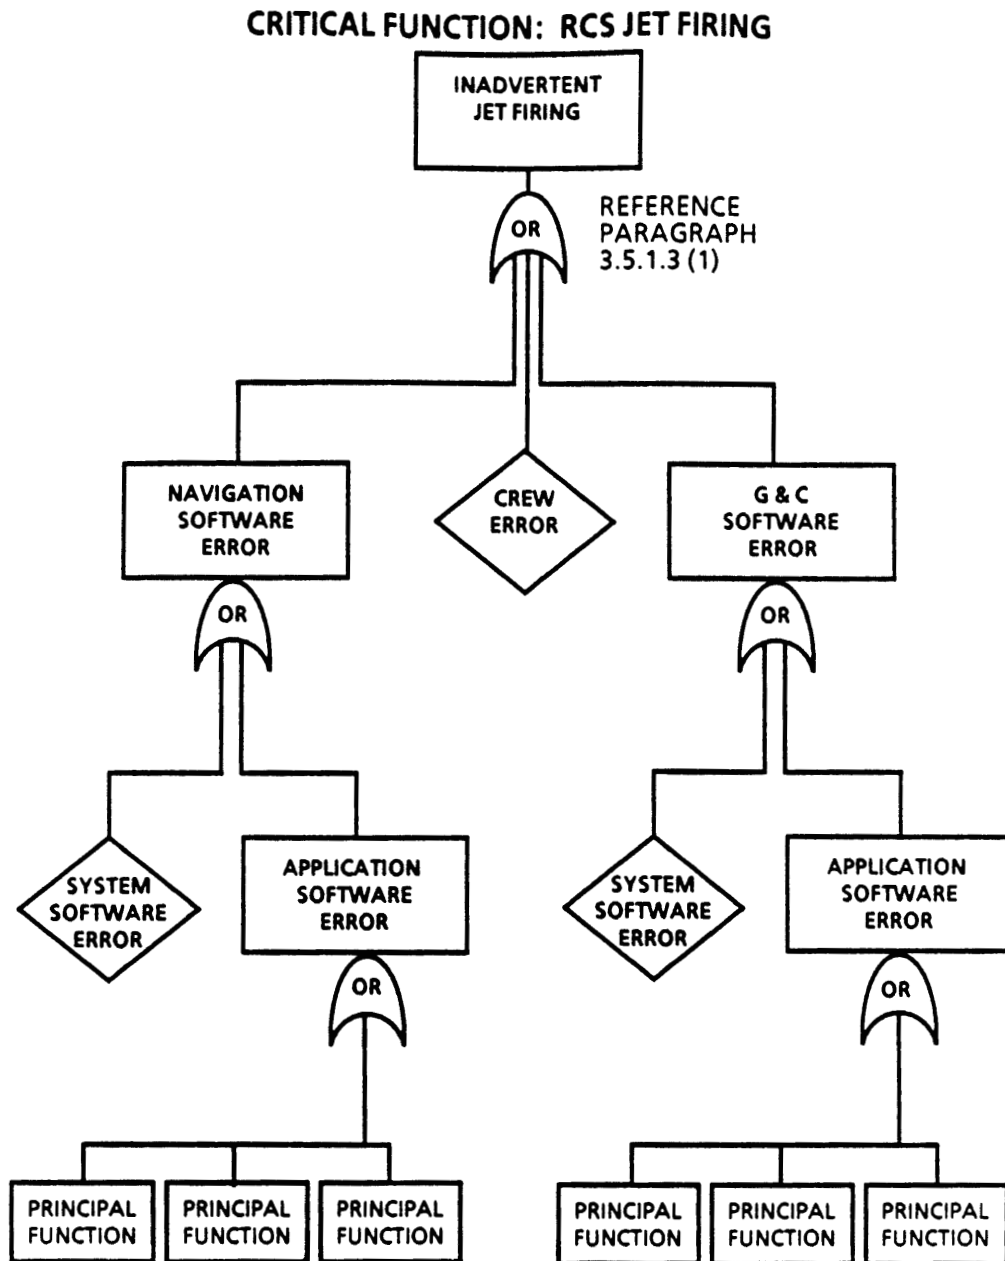 CRITICAL FUNCTION: RCS JET FIRING
INADVERTENT
JET FIRING
OR
REFERENCE
PARAGRAPH
3.5.1.3 (1)
NAVIGATION
SOFTWARE
ERROR
CREW
ERROR
G & C
SOFTWARE
ERROR
OR
OR
SYSTEM
SOFTWARE
ERROR
APPLICATION
SOFTWARE
ERROR
SYSTEM
SOFTWARE
ERROR
APPLICATION
SOFTWARE
ERROR
OR
OR
PRINCIPAL
FUNCTION
PRINCIPAL
FUNCTION
PRINCIPAL
FUNCTION
PRINCIPAL
FUNCTION
PRINCIPAL
FUNCTION
PRINCIPAL
FUNCTION